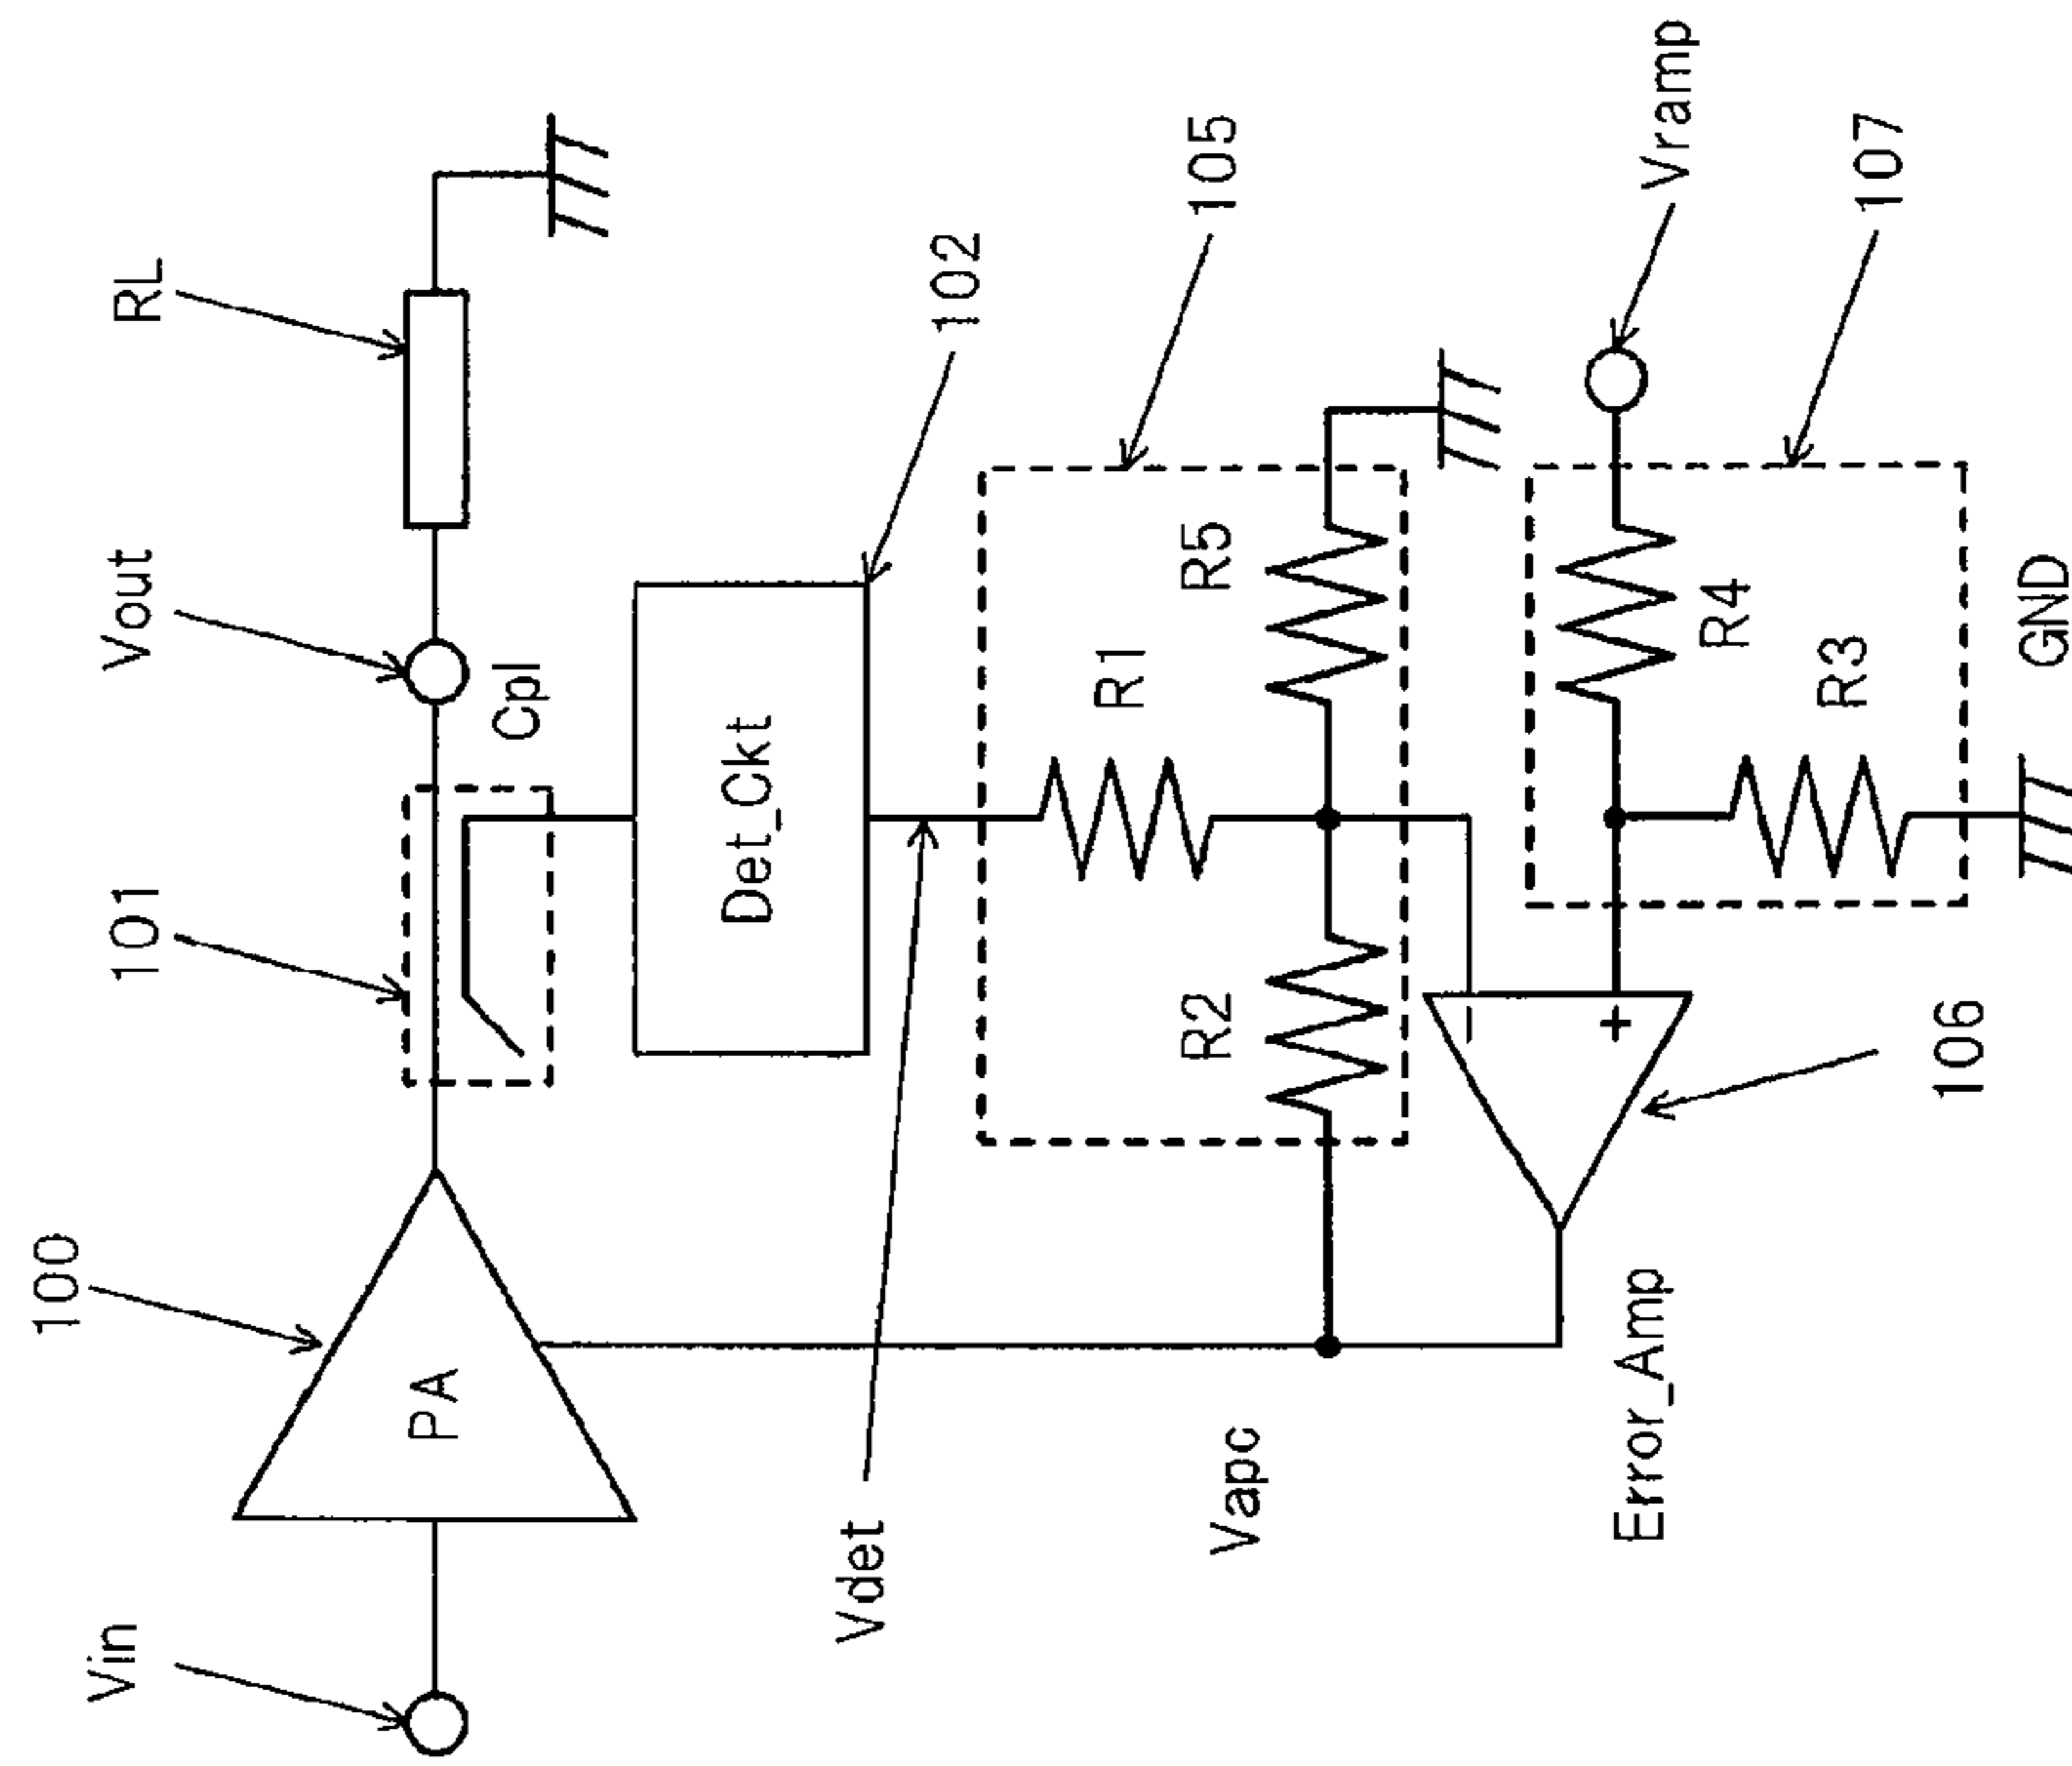 Vin
100
101
Vout
RL
PA
Cpl
Det_Ckt
102
Vdet
R1
105
R2
R5
Vapc
−
+
Vramp
R4
Error_Amp
R3
107
106
GND